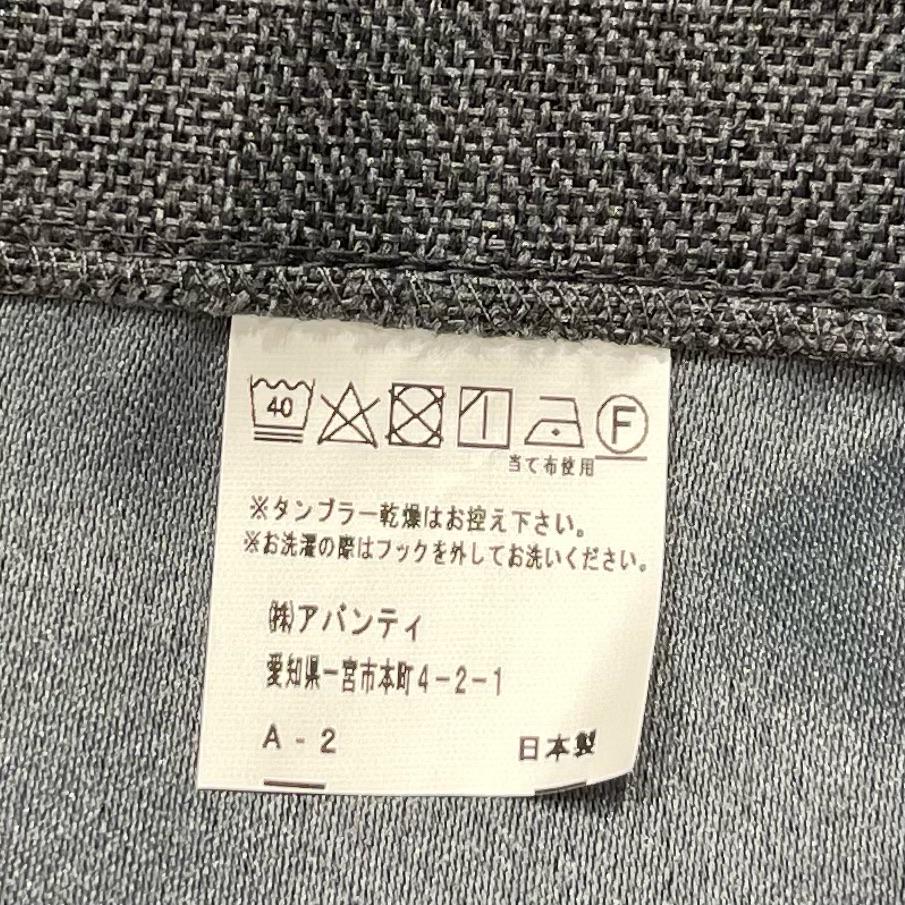 40 F
当て布使用
※タンブラー乾燥はお控え下さい。
※お洗濯の際はフックを外してお洗いください。
㈱アバンティ
愛知県一宮市本町4-2-1
A - 2 日本製